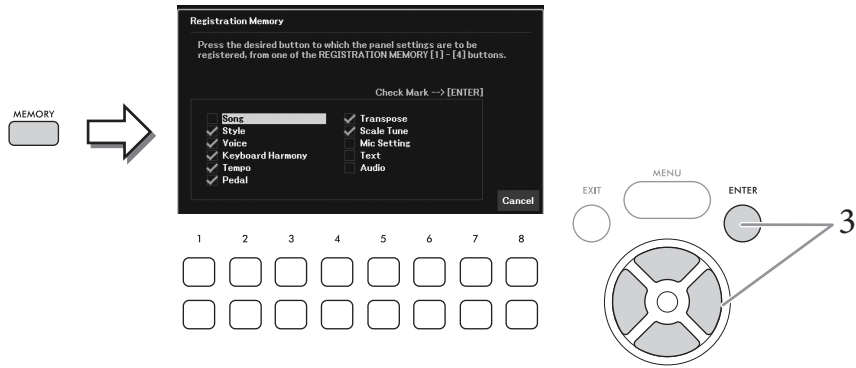 Registration Memory
Press the desired button to which the panel settings are to be
registered, from one of the REGISTRATION MEMORY [1] - [4] buttons.
Check Mark --> [ENTER]
MEMORY
Song
Style
Voice
Keyboard Harmony
Tempo
Pedal
Transpose
Scale Tune
Mic Setting
Text
Audio
Cancel
1 2 3 4 5 6 7 8
EXIT
MENU
ENTER
3